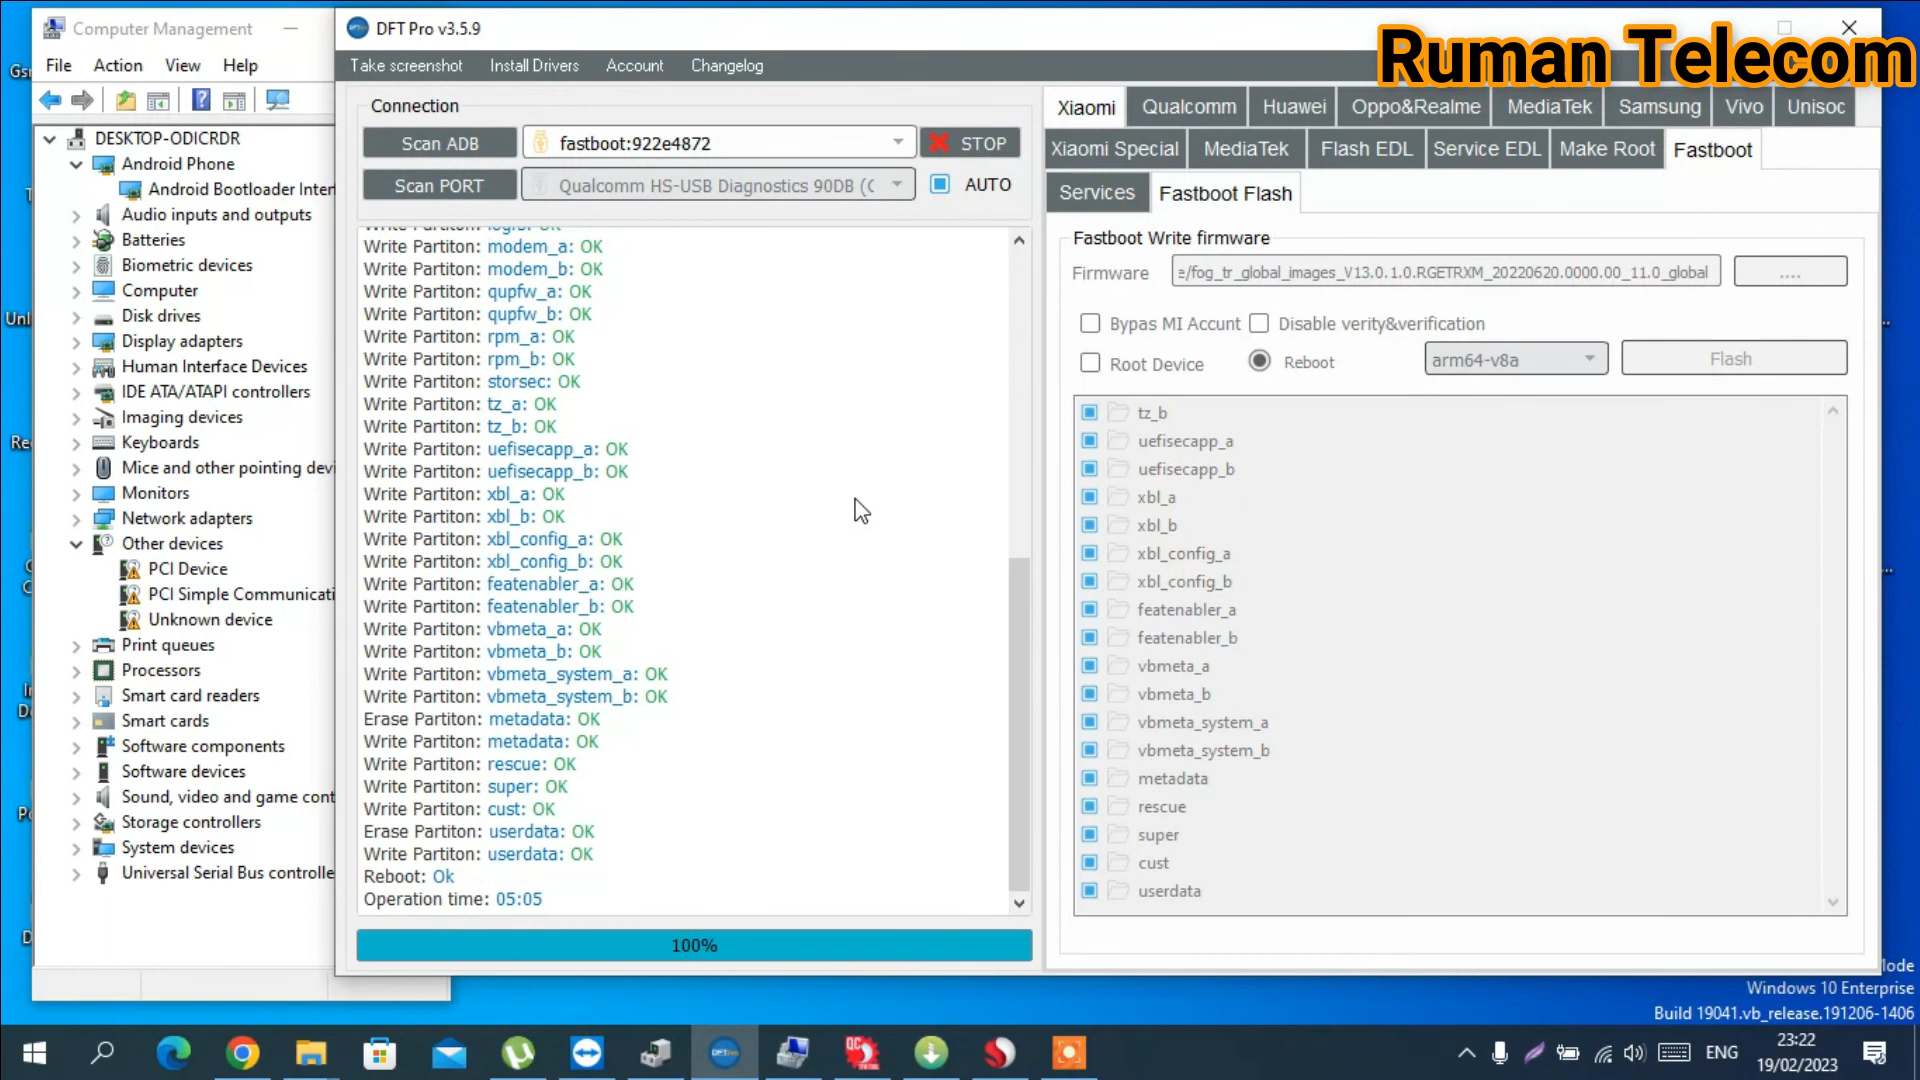 Computer Management
File Action View Help
DESKTOP-ODICRDR
Android Phone
Android Bootloader Inter
Audio inputs and outputs
Batteries
Biometric devices
Computer
Disk drives
Display adapters
Human Interface Devices
IDE ATA/ATAPI controllers
Imaging devices
Keyboards
Mice and other pointing devi
Monitors
Network adapters
Other devices
PCI Device
PCI Simple Communicati
Unknown device
Print queues
Processors
Smart card readers
Smart cards
Software components
Software devices
Sound, video and game cont
Storage controllers
System devices
Universal Serial Bus controlle
DFT Pro v3.5.9
Take screenshot Install Drivers Account Changelog
Ruman Telecom
Connection
Scan ADB fastboot:922e4872 STOP
Scan PORT Qualcomm HS-USB Diagnostics 90DB (C AUTO
Write Partiton: logfs: OK
Write Partiton: modem_a: OK
Write Partiton: modem_b: OK
Write Partiton: qupfw_a: OK
Write Partiton: qupfw_b: OK
Write Partiton: rpm_a: OK
Write Partiton: rpm_b: OK
Write Partiton: storsec: OK
Write Partiton: tz_a: OK
Write Partiton: tz_b: OK
Write Partiton: uefisecapp_a: OK
Write Partiton: uefisecapp_b: OK
Write Partiton: xbl_a: OK
Write Partiton: xbl_b: OK
Write Partiton: xbl_config_a: OK
Write Partiton: xbl_config_b: OK
Write Partiton: featenabler_a: OK
Write Partiton: featenabler_b: OK
Write Partiton: vbmeta_a: OK
Write Partiton: vbmeta_b: OK
Write Partiton: vbmeta_system_a: OK
Write Partiton: vbmeta_system_b: OK
Erase Partiton: metadata: OK
Write Partiton: metadata: OK
Write Partiton: rescue: OK
Write Partiton: super: OK
Write Partiton: cust: OK
Erase Partiton: userdata: OK
Write Partiton: userdata: OK
Reboot: Ok
Operation time: 05:05
100%
Xiaomi Qualcomm Huawei Oppo&Realme MediaTek Samsung Vivo Unisoc
Xiaomi Special MediaTek Flash EDL Service EDL Make Root Fastboot
Services Fastboot Flash
Fastboot Write firmware
Firmware e/fog_tr_global_images_V13.0.1.0.RGETRXM_20220620.0000.00_11.0_global ....
Bypas MI Accunt Disable verity&verification
Root Device Reboot arm64-v8a Flash
tz_b
uefisecapp_a
uefisecapp_b
xbl_a
xbl_b
xbl_config_a
xbl_config_b
featenabler_a
featenabler_b
vbmeta_a
vbmeta_b
vbmeta_system_a
vbmeta_system_b
metadata
rescue
super
cust
userdata
Windows 10 Enterprise
Build 19041.vb_release.191206-1406
ENG
23:22
19/02/2023